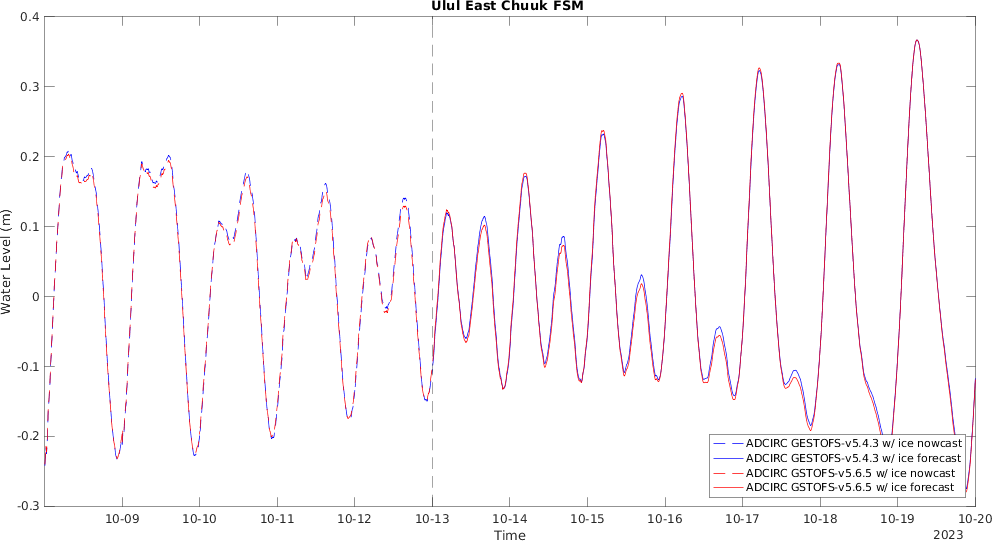 Ulul East Chuuk FSM
0.4
0.3
0.2
0.1
0
-0.1
-0.2
-0.3
Water Level (m)
ADCIRC GESTOFS-v5.4.3 w/ ice nowcast
ADCIRC GESTOFS-v5.4.3 w/ ice forecast
ADCIRC GSTOFS-v5.6.5 w/ ice nowcast
ADCIRC GSTOFS-v5.6.5 w/ ice forecast
10-09 10-10 10-11 10-12 10-13 10-14 10-15 10-16 10-17 10-18 10-19 10-20
Time
2023